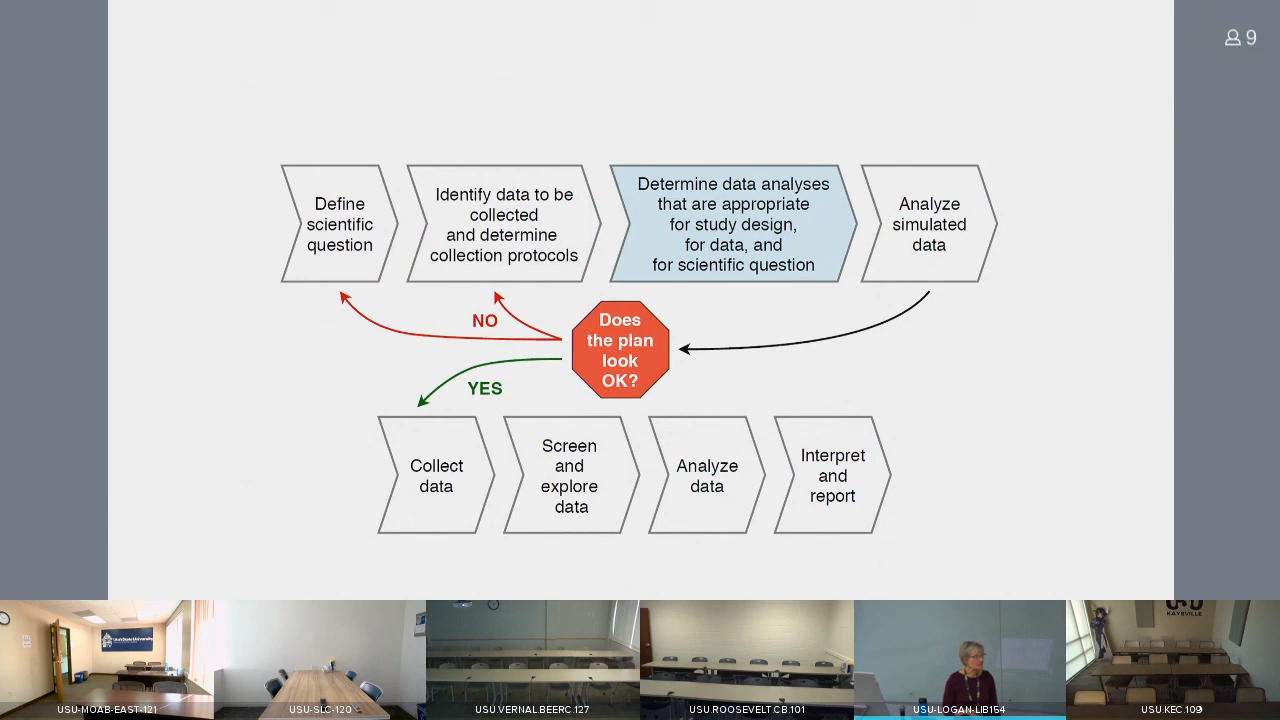 9
Define
scientific
question
Identify data to be
collected
and determine
collection protocols
Determine data analyses
that are appropriate
for study design,
for data, and
for scientific question
Analyze
simulated
data
NO
Does
the plan
look
OK?
YES
Collect
data
Screen
and
explore
data
Analyze
data
Interpret
and
report
UtahStateUniversity
USU
KAYSVILLE
USU-MOAB-EAST-121
USU-SLC-120
USU.VERNAL.BEERC.127
USU.ROOSEVELT.CB.101
USU-LOGAN-LIB154
USU.KEC.109